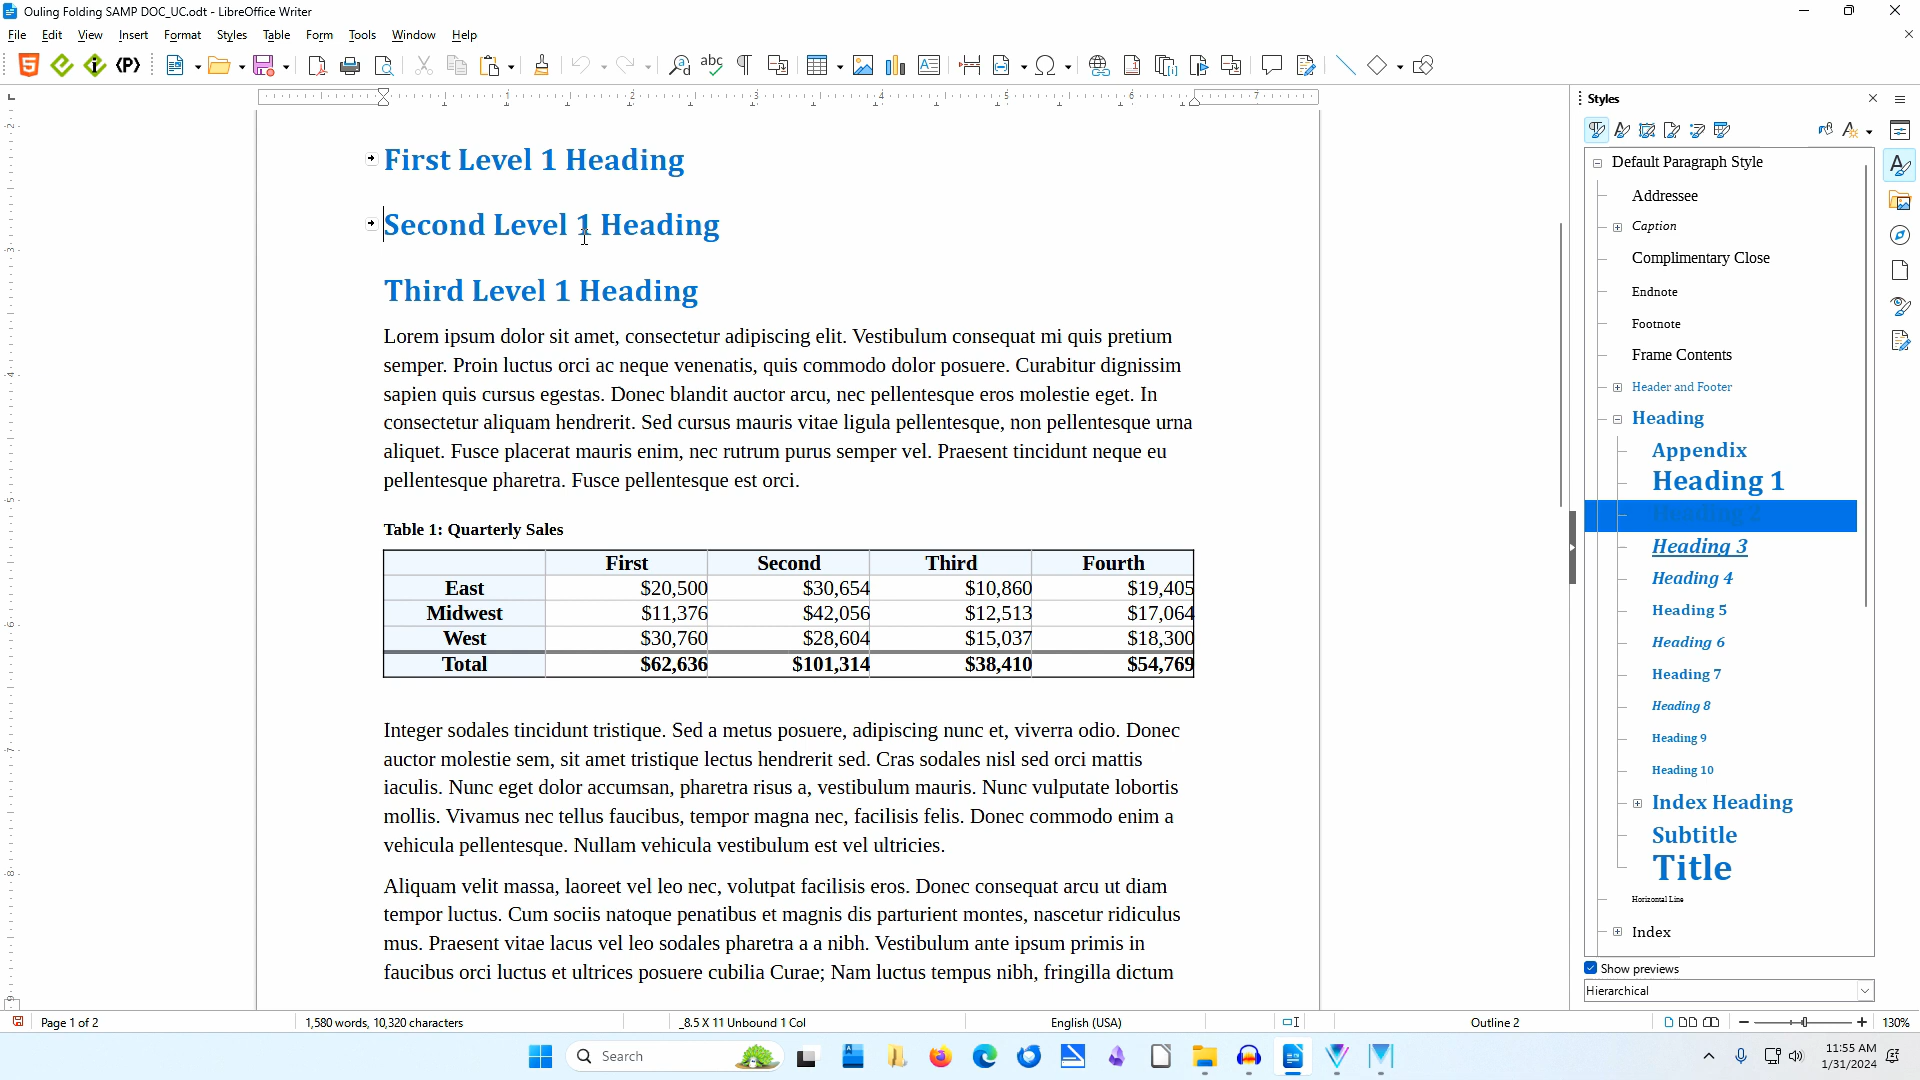 Ouling Folding SAMP DOC_UC.odt - LibreOffice Writer
File Edit View Insert Format Styles Table Form Tools Window Help
1 2 3 4 5 6 7
Styles
First Level 1 Heading
Second Level 1 Heading
Third Level 1 Heading
Lorem ipsum dolor sit amet, consectetur adipiscing elit. Vestibulum consequat mi quis pretium
semper. Proin luctus orci ac neque venenatis, quis commodo dolor posuere. Curabitur dignissim
sapien quis cursus egestas. Donec blandit auctor arcu, nec pellentesque eros molestie eget. In
consectetur aliquam hendrerit. Sed cursus mauris vitae ligula pellentesque, non pellentesque urna
aliquet. Fusce placerat mauris enim, nec rutrum purus semper vel. Praesent tincidunt neque eu
pellentesque pharetra. Fusce pellentesque est orci.
Table 1: Quarterly Sales
First Second Third Fourth
East $20,500 $30,654 $10,860 $19,405
Midwest $11,376 $42,056 $12,513 $17,064
West $30,760 $28,604 $15,037 $18,300
Total $62,636 $101,314 $38,410 $54,769
Integer sodales tincidunt tristique. Sed a metus posuere, adipiscing nunc et, viverra odio. Donec
auctor molestie sem, sit amet tristique lectus hendrerit sed. Cras sodales nisl sed orci mattis
iaculis. Nunc eget dolor accumsan, pharetra risus a, vestibulum mauris. Nunc vulputate lobortis
mollis. Vivamus nec tellus faucibus, tempor magna nec, facilisis felis. Donec commodo enim a
vehicula pellentesque. Nullam vehicula vestibulum est vel ultricies.
Aliquam velit massa, laoreet vel leo nec, volutpat facilisis eros. Donec consequat arcu ut diam
tempor luctus. Cum sociis natoque penatibus et magnis dis parturient montes, nascetur ridiculus
mus. Praesent vitae lacus vel leo sodales pharetra a a nibh. Vestibulum ante ipsum primis in
faucibus orci luctus et ultrices posuere cubilia Curae; Nam luctus tempus nibh, fringilla dictum
Default Paragraph Style
Addressee
Caption
Complimentary Close
Endnote
Footnote
Frame Contents
Header and Footer
Heading
Appendix
Heading 1
Heading 2
Heading 3
Heading 4
Heading 5
Heading 6
Heading 7
Heading 8
Heading 9
Heading 10
Index Heading
Subtitle
Title
Horizontal Line
Index
Show previews
Hierarchical
Page 1 of 2
1,580 words, 10,320 characters
_8.5 X 11 Unbound 1 Col
English (USA)
Outline 2
130%
Search
11:55 AM
1/31/2024